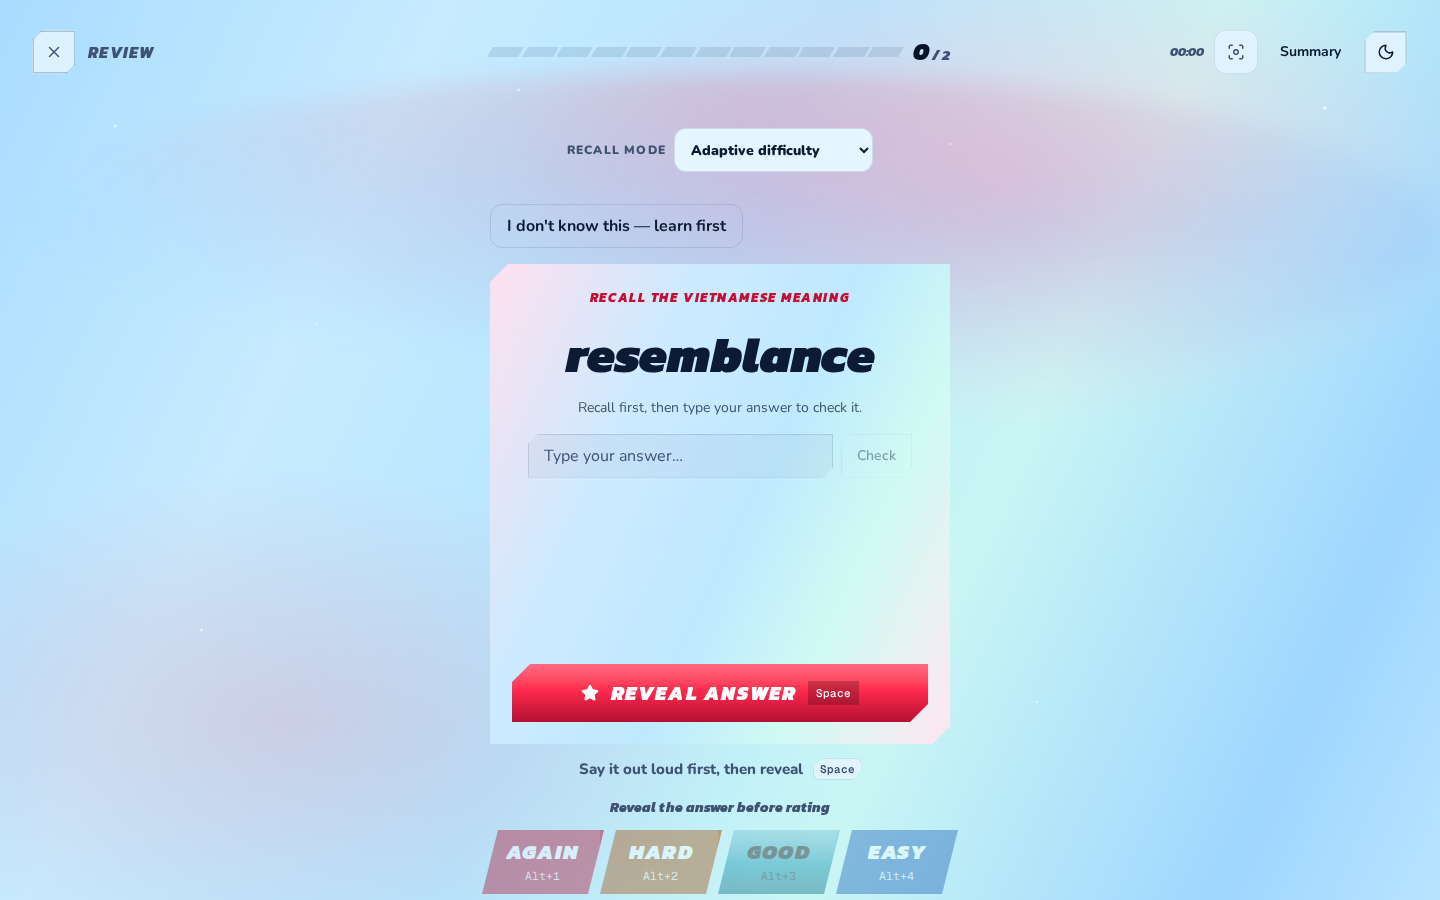 REVIEW
0 / 2
00:00
Summary
RECALL MODE
Adaptive difficulty
I don't know this — learn first
RECALL THE VIETNAMESE MEANING
resemblance
Recall first, then type your answer to check it.
Type your answer...
Check
REVEAL ANSWER Space
Say it out loud first, then reveal Space
Reveal the answer before rating
AGAIN HARD GOOD EASY
Alt+1 Alt+2 Alt+3 Alt+4